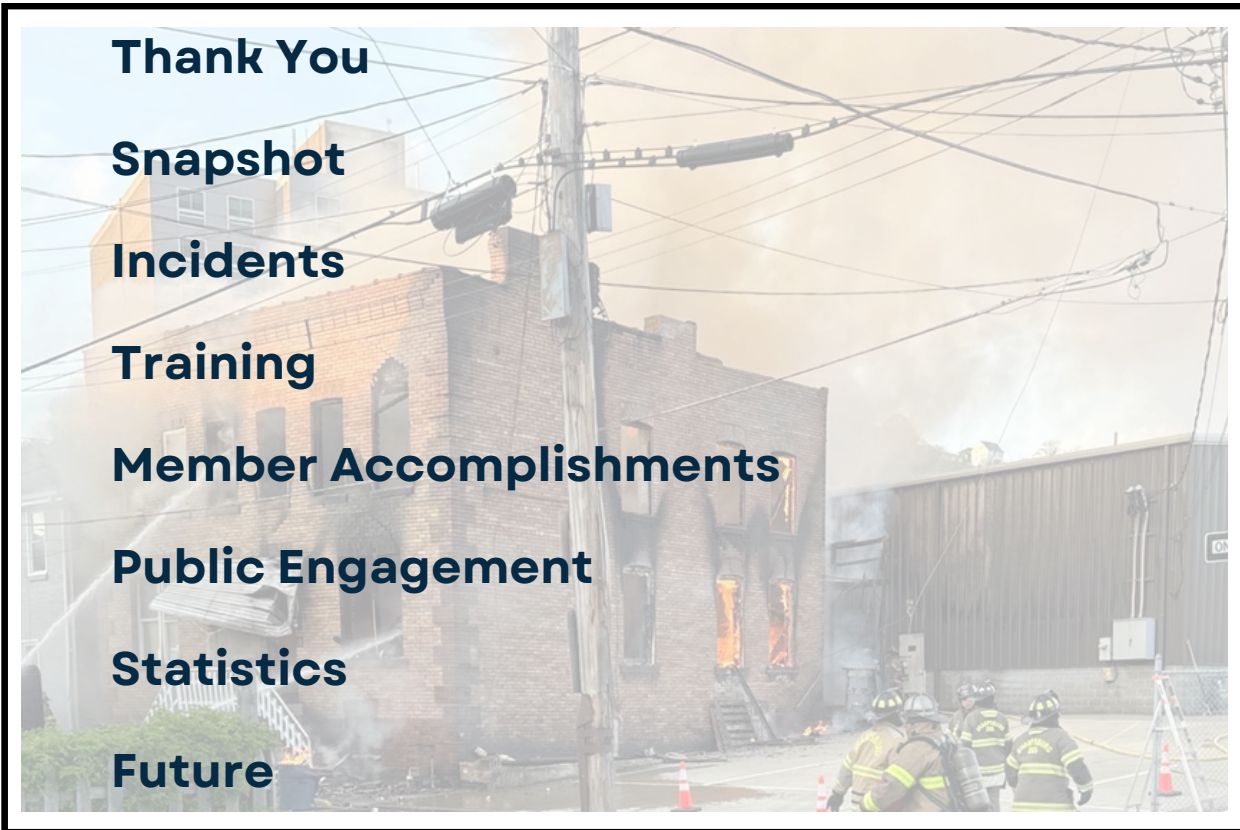 Thank You
Snapshot
Incidents
Training
Member Accomplishments
Public Engagement
Statistics
Future